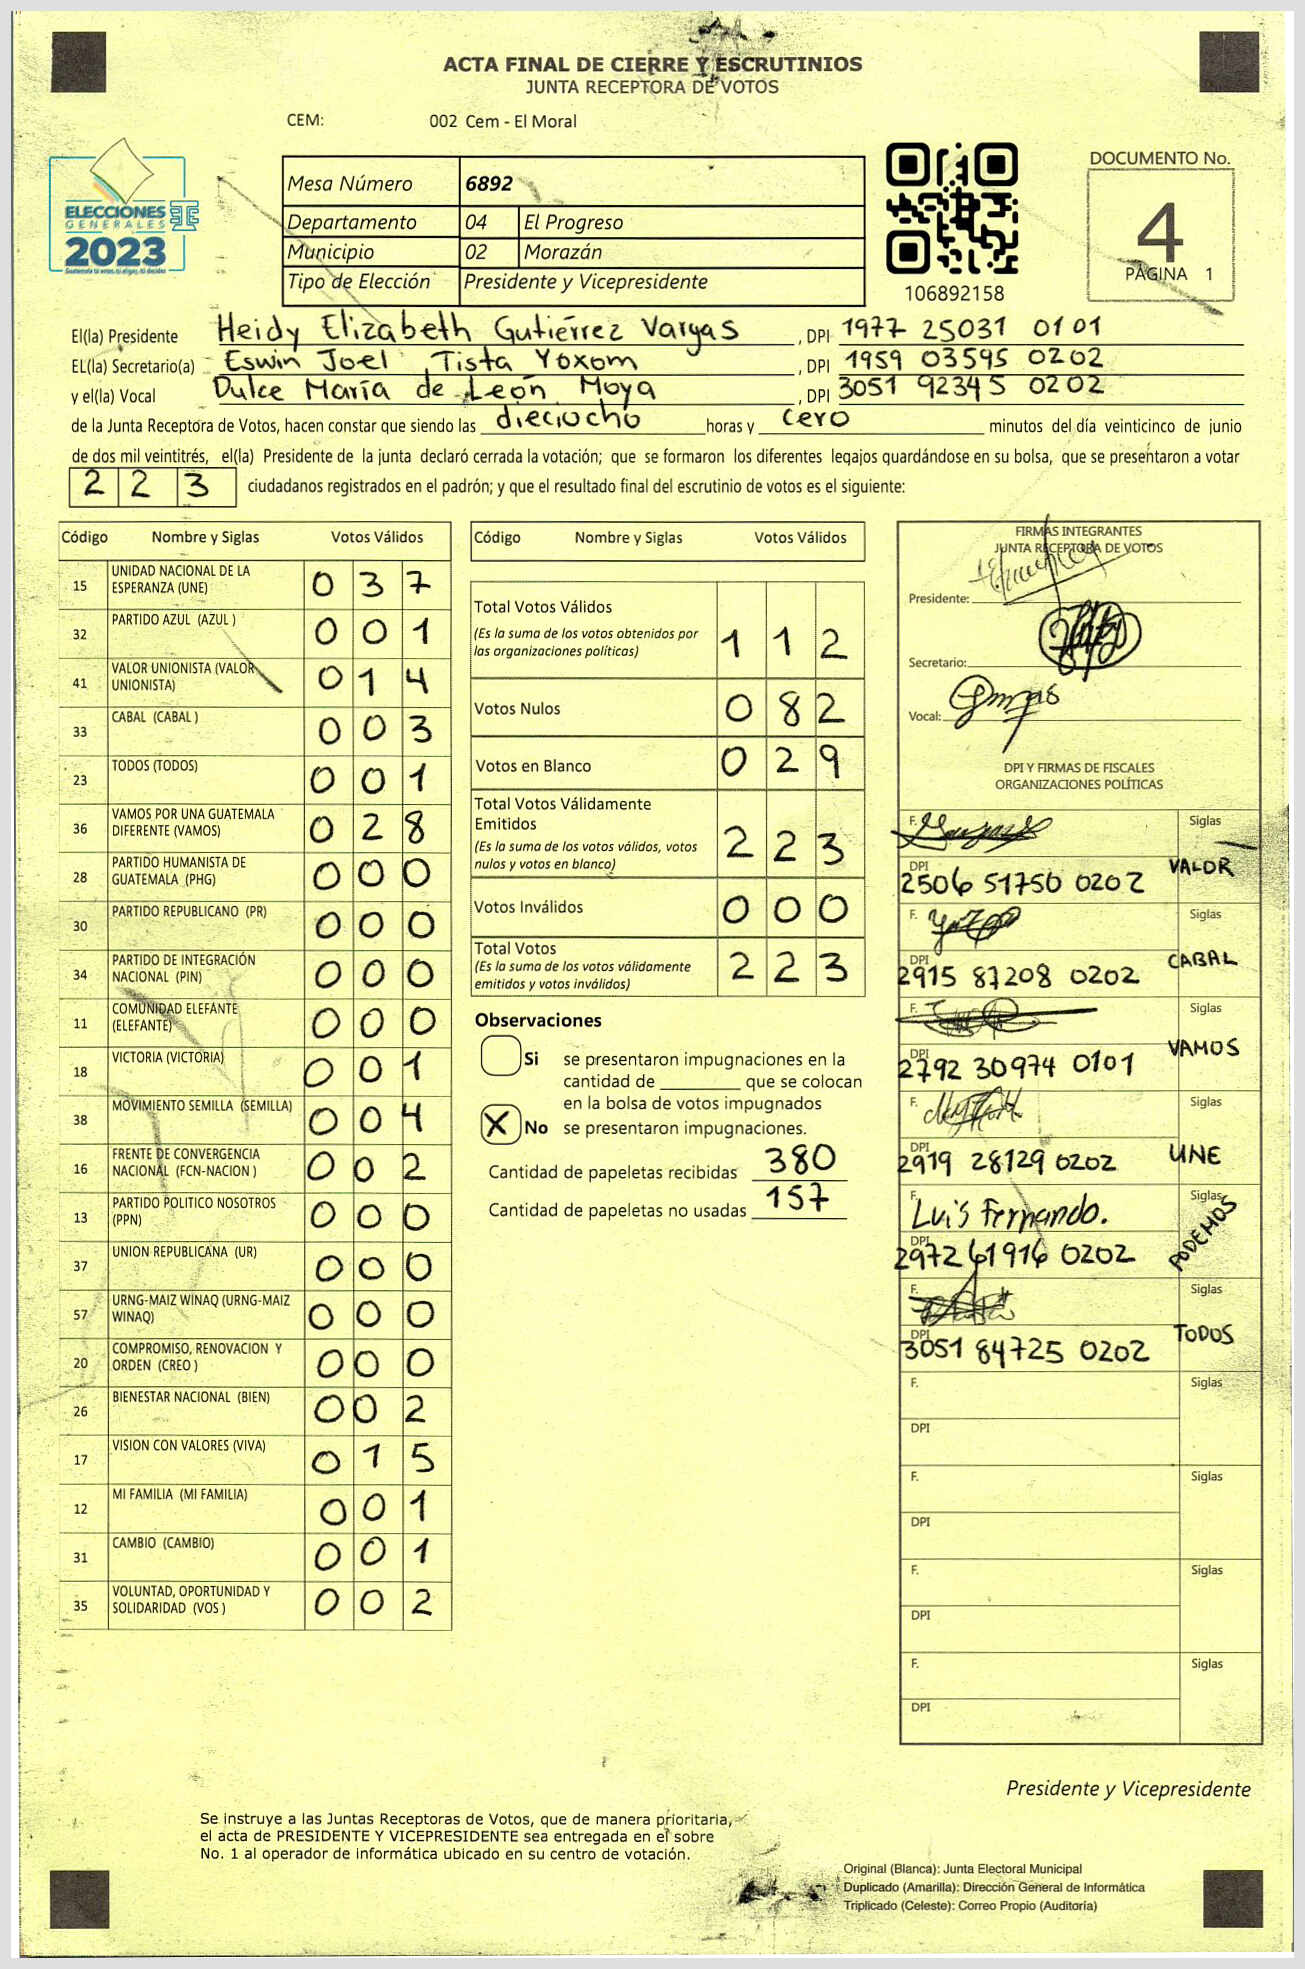 ACTA FINAL DE CIERRE Y ESCRUTINIOS
JUNTA RECEPTORA DE VOTOS
CEM: 002 Cem - El Moral
ELECCIONES
GENERALES
2023
Guatemala tú votas, tú eliges, tú decides
Mesa Número 6892
Departamento 04 El Progreso
Municipio 02 Morazán
Tipo de Elección Presidente y Vicepresidente
106892158
DOCUMENTO No.
4
PÁGINA 1
El(la) Presidente Heidy Elizabeth Gutiérrez Vargas , DPI 1977 25031 0101
EL(la) Secretario(a) Eswin Joel Tista Yoxom , DPI 1959 03595 0202
y el(la) Vocal Dulce María de León Moya , DPI 3051 92345 0202
de la Junta Receptora de Votos, hacen constar que siendo las dieciocho horas y cero minutos del día veinticinco de junio
de dos mil veintitrés, el(la) Presidente de la junta declaró cerrada la votación; que se formaron los diferentes legajos guardándose en su bolsa, que se presentaron a votar
2 2 3 ciudadanos registrados en el padrón; y que el resultado final del escrutinio de votos es el siguiente:
Código Nombre y Siglas Votos Válidos
15 UNIDAD NACIONAL DE LA ESPERANZA (UNE) 0 3 7
32 PARTIDO AZUL (AZUL ) 0 0 1
41 VALOR UNIONISTA (VALOR UNIONISTA) 0 1 4
33 CABAL (CABAL ) 0 0 3
23 TODOS (TODOS) 0 0 1
36 VAMOS POR UNA GUATEMALA DIFERENTE (VAMOS) 0 2 8
28 PARTIDO HUMANISTA DE GUATEMALA (PHG) 0 0 0
30 PARTIDO REPUBLICANO (PR) 0 0 0
34 PARTIDO DE INTEGRACIÓN NACIONAL (PIN) 0 0 0
11 COMUNIDAD ELEFANTE (ELEFANTE) 0 0 0
18 VICTORIA (VICTORIA) 0 0 1
38 MOVIMIENTO SEMILLA (SEMILLA) 0 0 4
16 FRENTE DE CONVERGENCIA NACIONAL (FCN-NACION ) 0 0 2
13 PARTIDO POLITICO NOSOTROS (PPN) 0 0 0
37 UNION REPUBLICANA (UR) 0 0 0
57 URNG-MAIZ WINAQ (URNG-MAIZ WINAQ) 0 0 0
20 COMPROMISO, RENOVACION Y ORDEN (CREO ) 0 0 0
26 BIENESTAR NACIONAL (BIEN) 0 0 2
17 VISION CON VALORES (VIVA) 0 1 5
12 MI FAMILIA (MI FAMILIA) 0 0 1
31 CAMBIO (CAMBIO) 0 0 1
35 VOLUNTAD, OPORTUNIDAD Y SOLIDARIDAD (VOS ) 0 0 2
Código Nombre y Siglas Votos Válidos
Total Votos Válidos
(Es la suma de los votos obtenidos por
las organizaciones políticas) 1 1 2
Votos Nulos 0 8 2
Votos en Blanco 0 2 9
Total Votos Válidamente
Emitidos
(Es la suma de los votos válidos, votos
nulos y votos en blanco) 2 2 3
Votos Inválidos 0 0 0
Total Votos
(Es la suma de los votos válidamente
emitidos y votos inválidos) 2 2 3
Observaciones
Si se presentaron impugnaciones en la
cantidad de ________ que se colocan
en la bolsa de votos impugnados
X No se presentaron impugnaciones.
Cantidad de papeletas recibidas 380
Cantidad de papeletas no usadas 157
FIRMAS INTEGRANTES
JUNTA RECEPTORA DE VOTOS
Presidente:
Secretario:
Vocal:
DPI Y FIRMAS DE FISCALES
ORGANIZACIONES POLÍTICAS
F. Siglas
DPI 2506 51750 0202 VALOR
F. Siglas
DPI 2915 87208 0202 CABAL
F. Siglas
DPI 2792 30974 0101 VAMOS
F. Siglas
DPI 2919 28129 0202 UNE
F. Luis Fernando. Siglas
DPI 2972 61916 0202 PODEMOS
F. Siglas
DPI 3051 84725 0202 TODOS
F. Siglas
DPI
F. Siglas
DPI
F. Siglas
DPI
F. Siglas
DPI
Presidente y Vicepresidente
Se instruye a las Juntas Receptoras de Votos, que de manera prioritaria,
el acta de PRESIDENTE Y VICEPRESIDENTE sea entregada en el sobre
No. 1 al operador de informática ubicado en su centro de votación.
Original (Blanca): Junta Electoral Municipal
Duplicado (Amarilla): Dirección General de Informática
Triplicado (Celeste): Correo Propio (Auditoría)